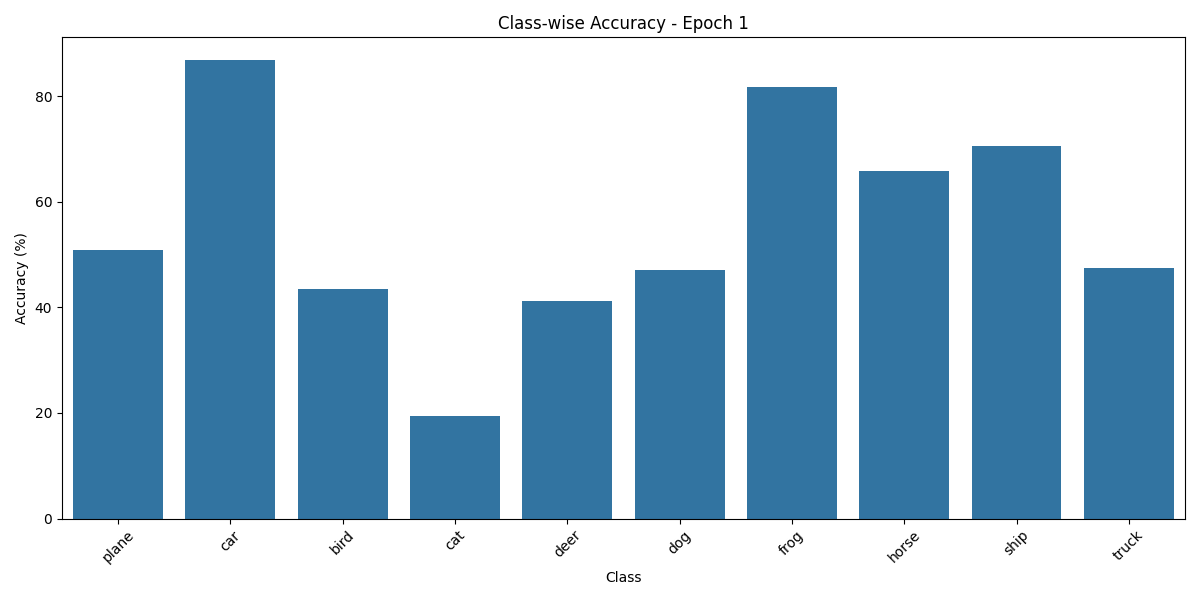 Class-wise Accuracy - Epoch 1
Accuracy (%)
80
60
40
20
0
plane
car
bird
cat
deer
dog
frog
horse
ship
truck
Class